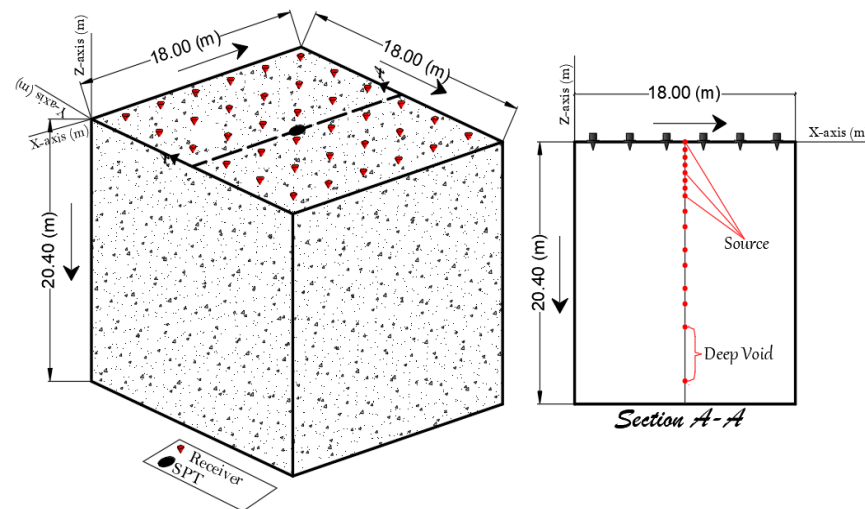 Z-axis (m)
18.00 (m)
18.00 (m)
Y-axis (m)
X-axis (m)
A
A
20.40 (m)
Receiver
SPT
Z-axis (m)
18.00 (m)
X-axis (m
20.40 (m)
Source
Deep Void
Section A-A